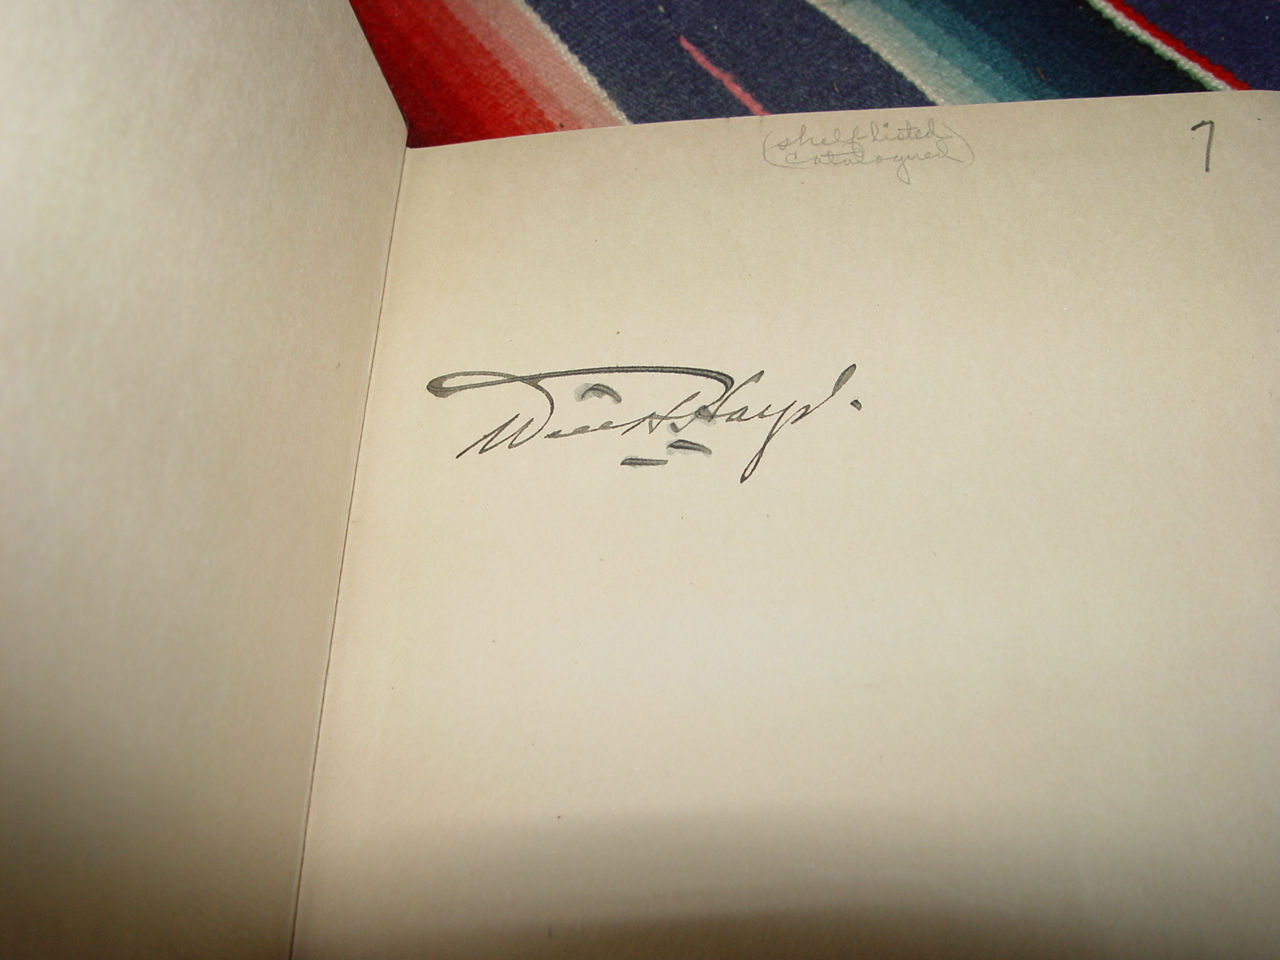 shelf-listed
catalogued
7
Will H. Hays.